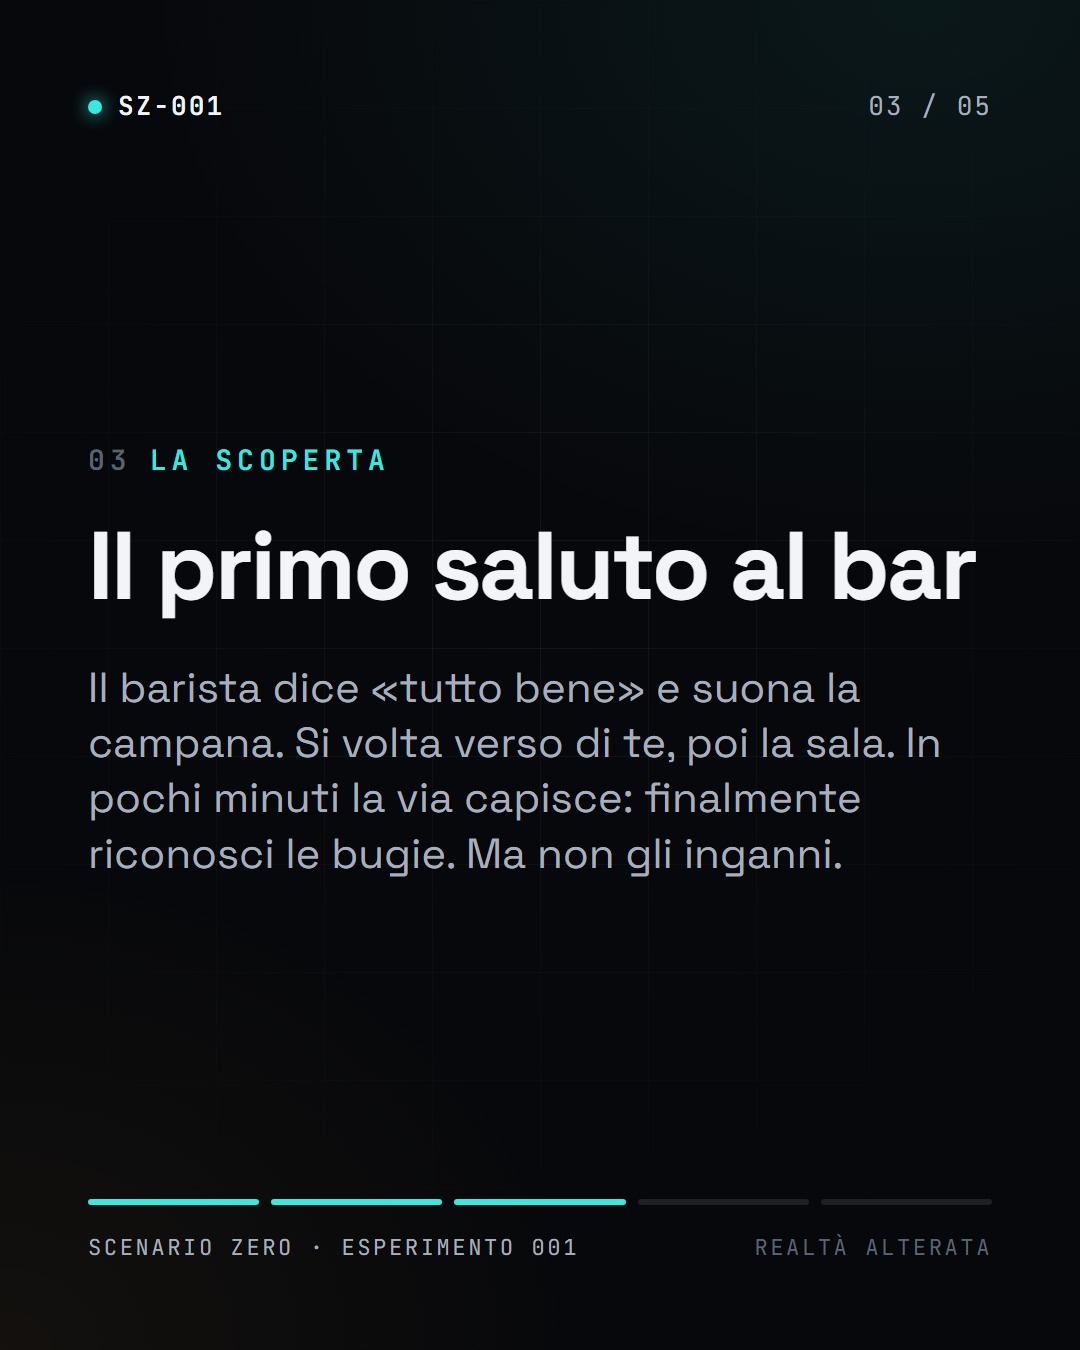 SZ-001
03 / 05
03 LA SCOPERTA
Il primo saluto al bar
Il barista dice «tutto bene» e suona la
campana. Si volta verso di te, poi la sala. In
pochi minuti la via capisce: finalmente
riconosci le bugie. Ma non gli inganni.
SCENARIO ZERO · ESPERIMENTO 001
REALTÀ ALTERATA